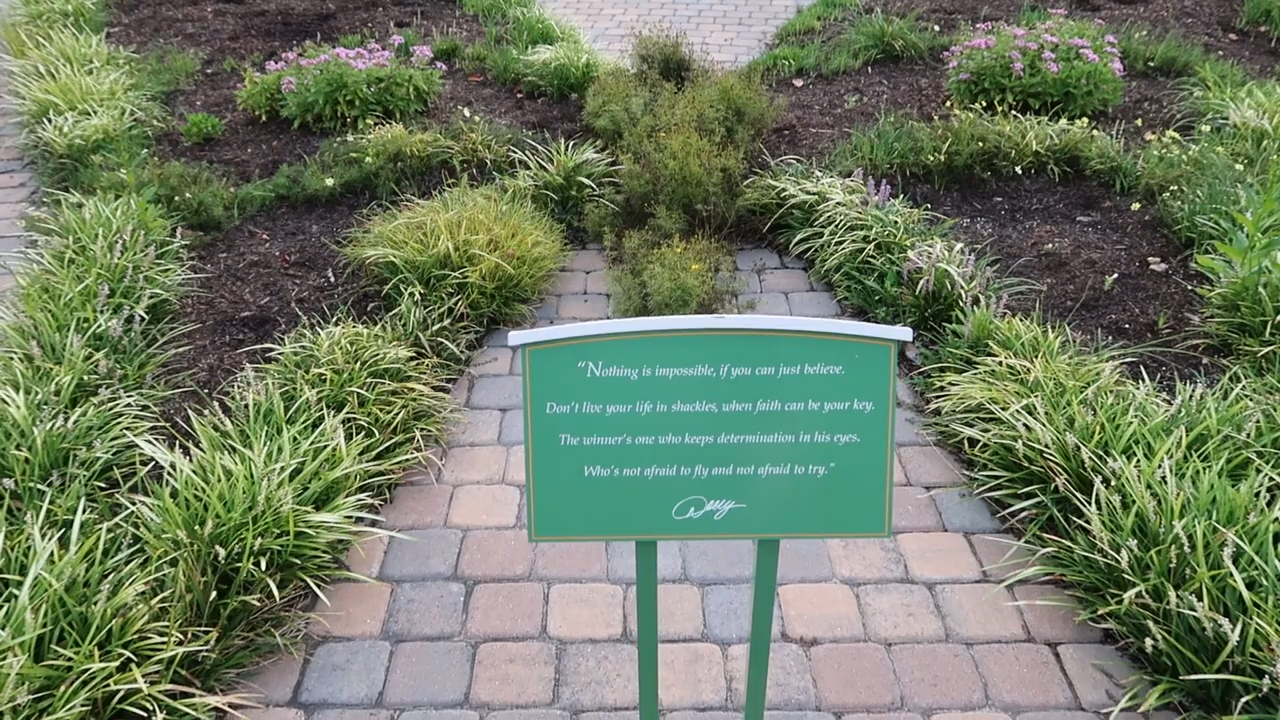 "Nothing is impossible, if you can just believe.
Don't live your life in shackles, when faith can be your key.
The winner's one who keeps determination in his eyes.
Who's not afraid to fly and not afraid to try."